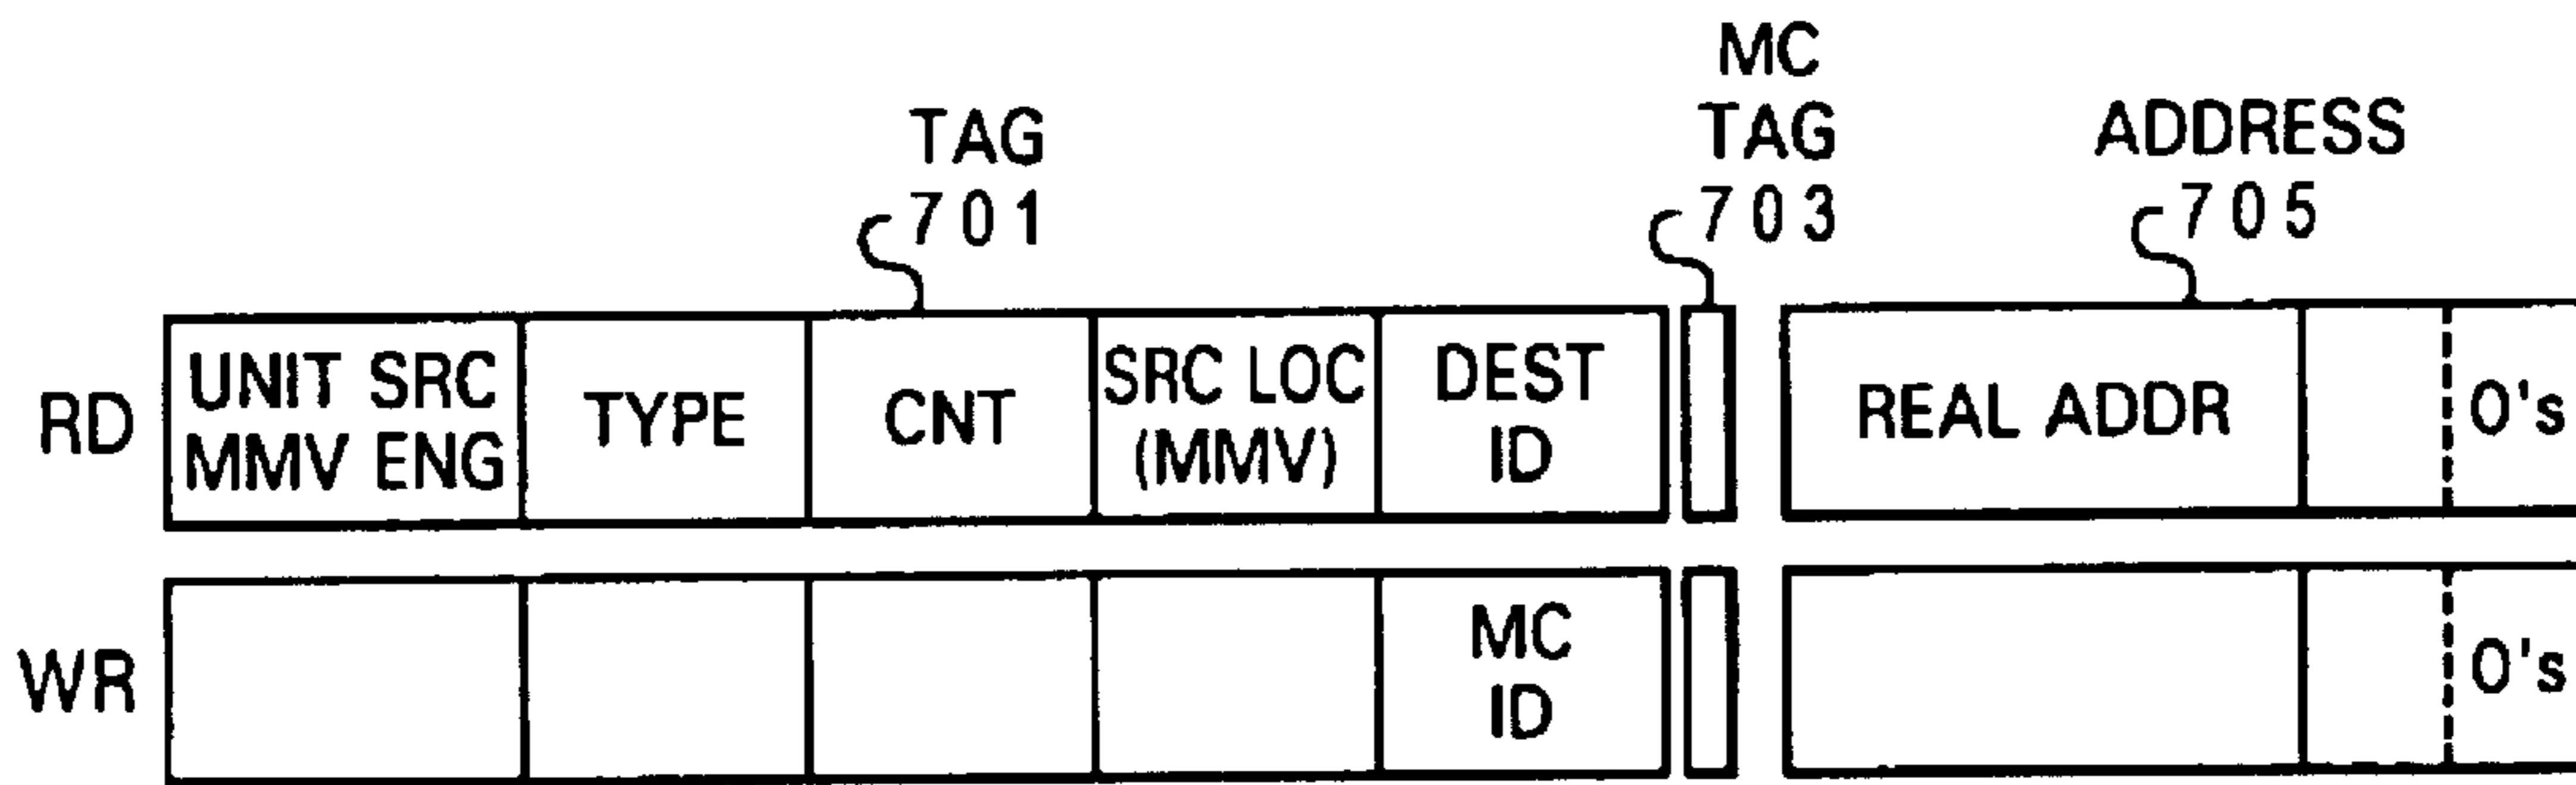 MC
TAG
TAG
ADDRESS
701
703
705
RD
UNIT SRC
MMV ENG
TYPE
CNT
SRC LOC
(MMV)
DEST
ID
REAL ADDR
0's
WR
MC
ID
0's